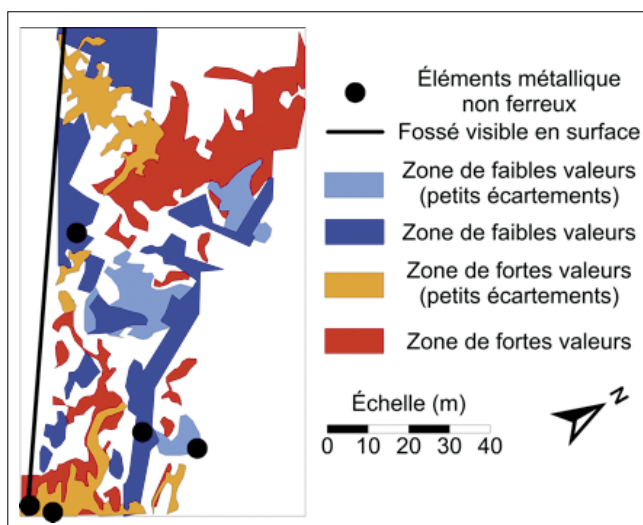 Éléments métallique
non ferreux
Fossé visible en surface
Zone de faibles valeurs
(petits écartements)
Zone de faibles valeurs
Zone de fortes valeurs
(petits écartements)
Zone de fortes valeurs
Échelle (m)
0 10 20 30 40
N